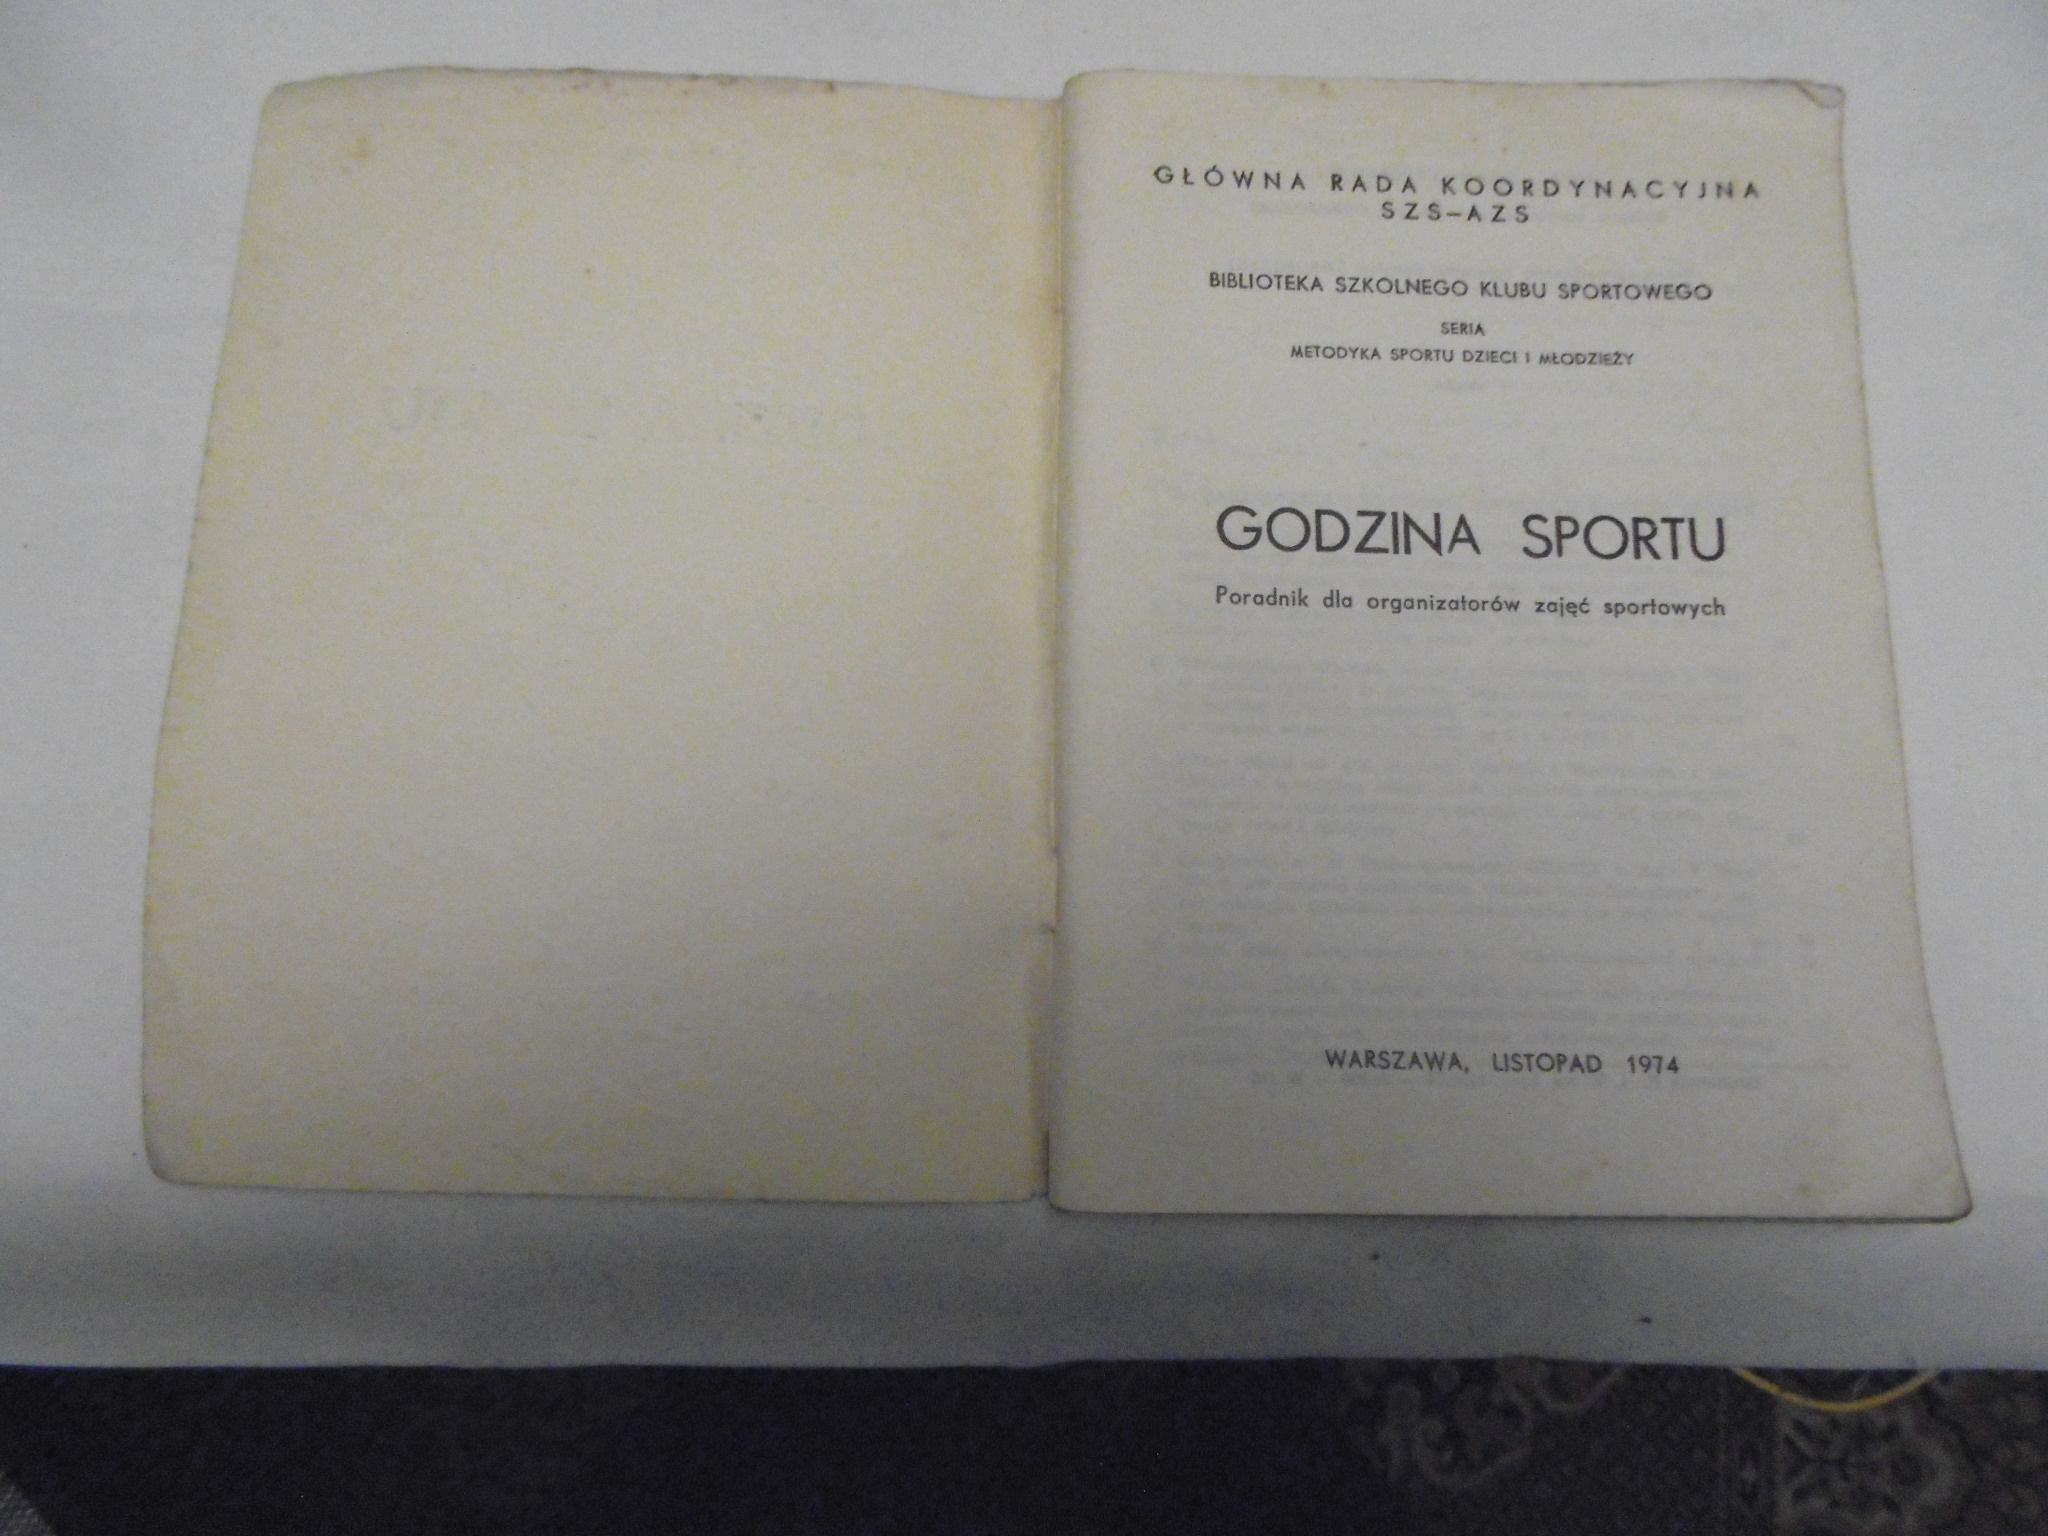 GŁÓWNA RADA KOORDYNACYJNA
SZS–AZS
BIBLIOTEKA SZKOLNEGO KLUBU SPORTOWEGO
SERIA
METODYKA SPORTU DZIECI I MŁODZIEŻY
GODZINA SPORTU
Poradnik dla organizatorów zajęć sportowych
WARSZAWA, LISTOPAD 1974